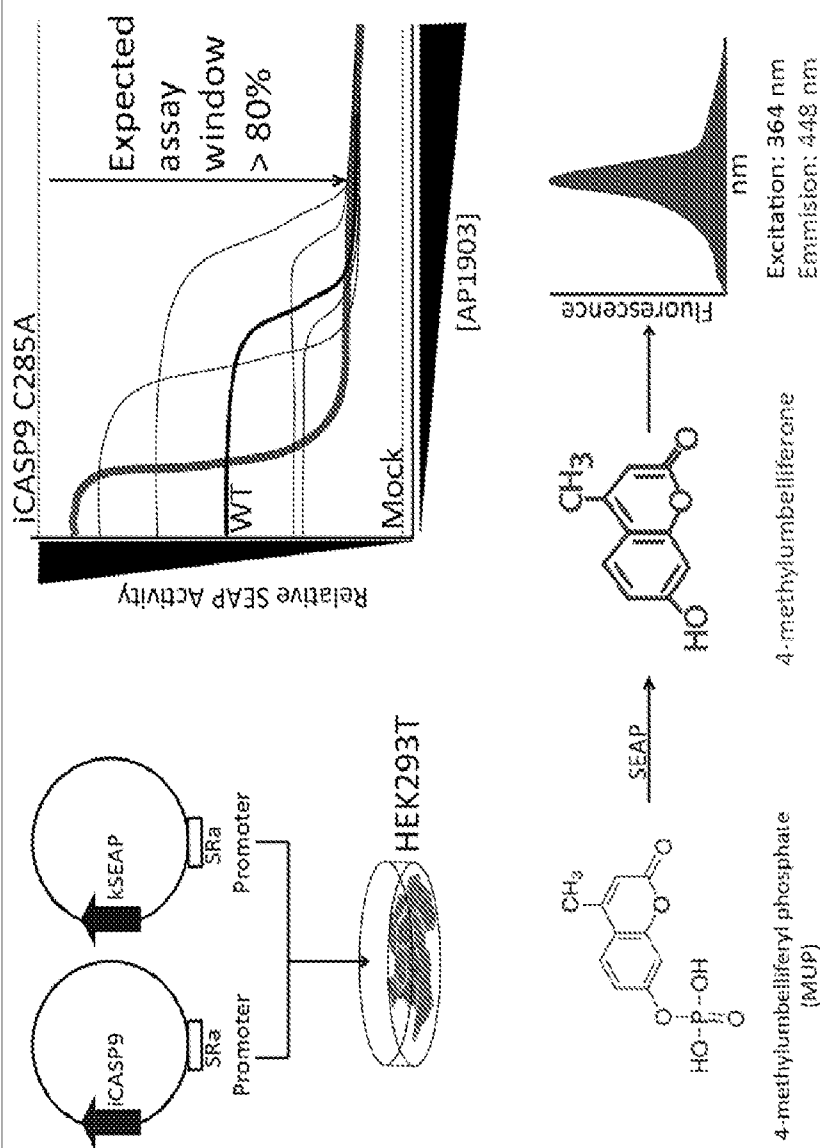 iCASP9
SRa
Promoter
kSEAP
SRa
Promoter
HEK293T
Relative SEAP Activity
iCASP9 C285A
WT
Mock
Expected
assay
window
> 80%
[AP1903]
CH₃
O
O
O
HO-P-OH
O
4-methylumbelliferyl phosphate
(MUP)
SEAP
CH₃
HO
O
O
4-methylumbelliferone
Fluorescence
nm
Excitation: 364 nm
Emmision: 448 nm